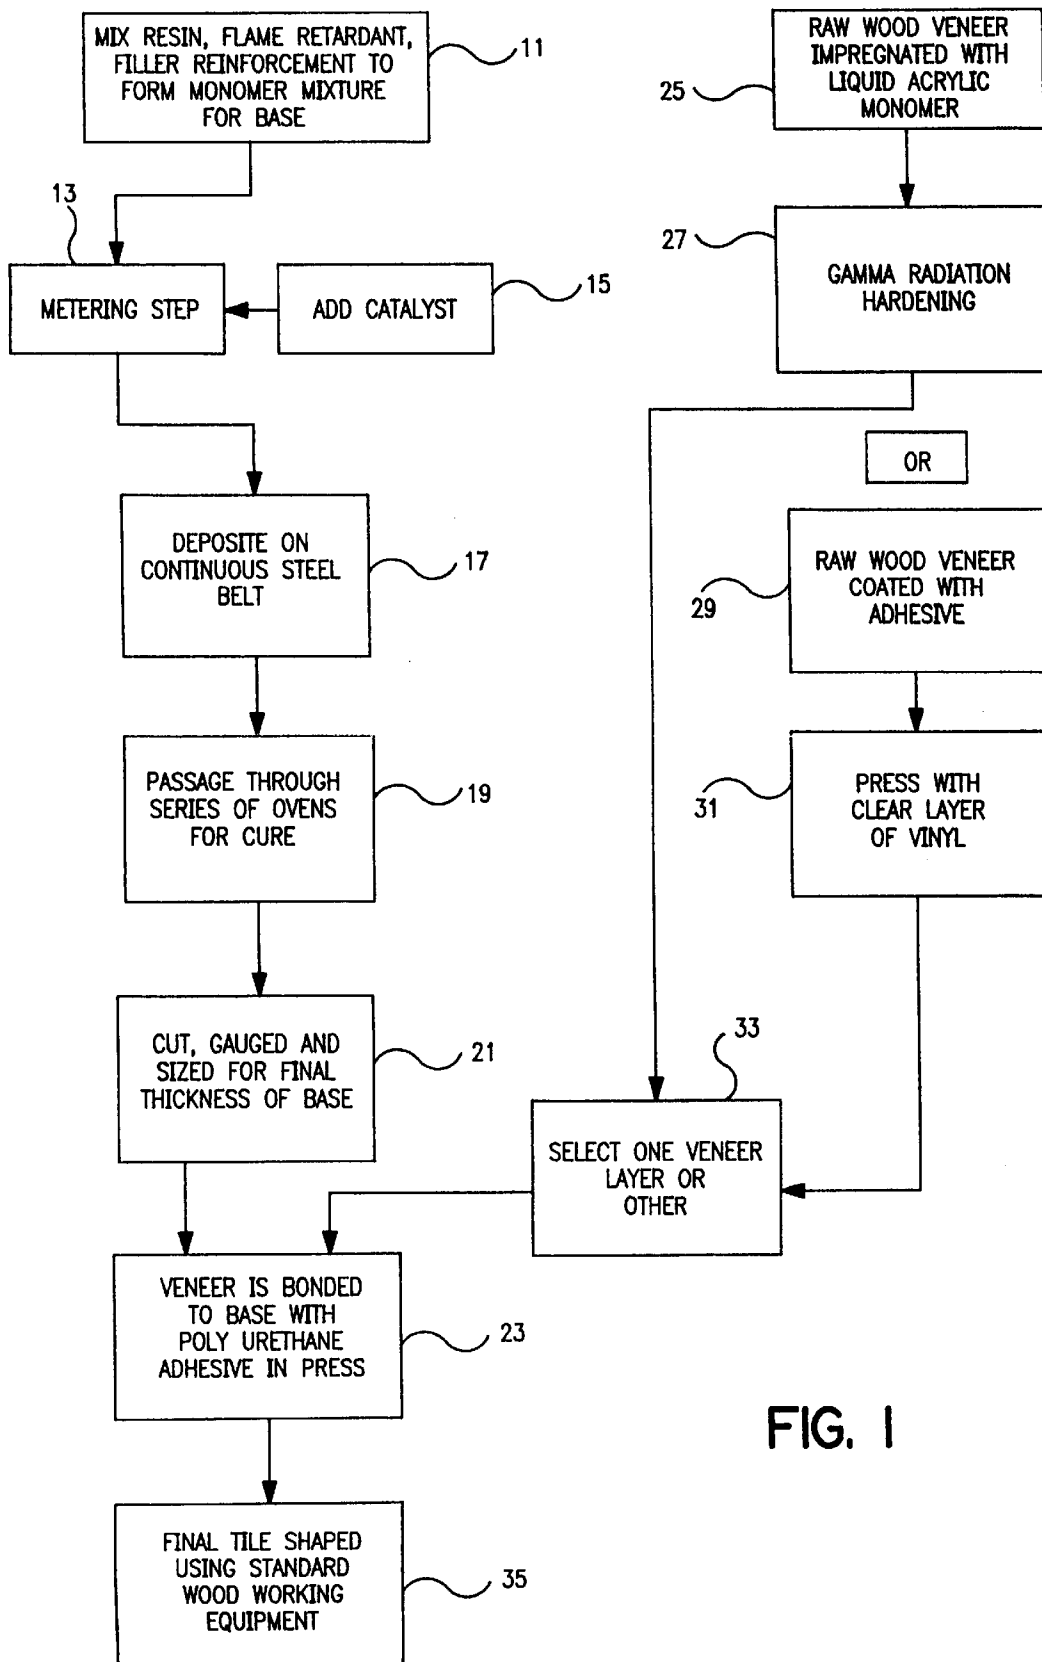 MIX RESIN, FLAME RETARDANT,
FILLER REINFORCEMENT TO
FORM MONOMER MIXTURE
FOR BASE
11
13
METERING STEP
ADD CATALYST
15
DEPOSITE ON
CONTINUOUS STEEL
BELT
17
PASSAGE THROUGH
SERIES OF OVENS
FOR CURE
19
CUT, GAUGED AND
SIZED FOR FINAL
THICKNESS OF BASE
21
VENEER IS BONDED
TO BASE WITH
POLY URETHANE
ADHESIVE IN PRESS
23
FINAL TILE SHAPED
USING STANDARD
WOOD WORKING
EQUIPMENT
35
RAW WOOD VENEER
IMPREGNATED WITH
LIQUID ACRYLIC
MONOMER
25
27
GAMMA RADIATION
HARDENING
OR
RAW WOOD VENEER
COATED WITH
ADHESIVE
29
PRESS WITH
CLEAR LAYER
OF VINYL
31
33
SELECT ONE VENEER
LAYER OR
OTHER
FIG. 1